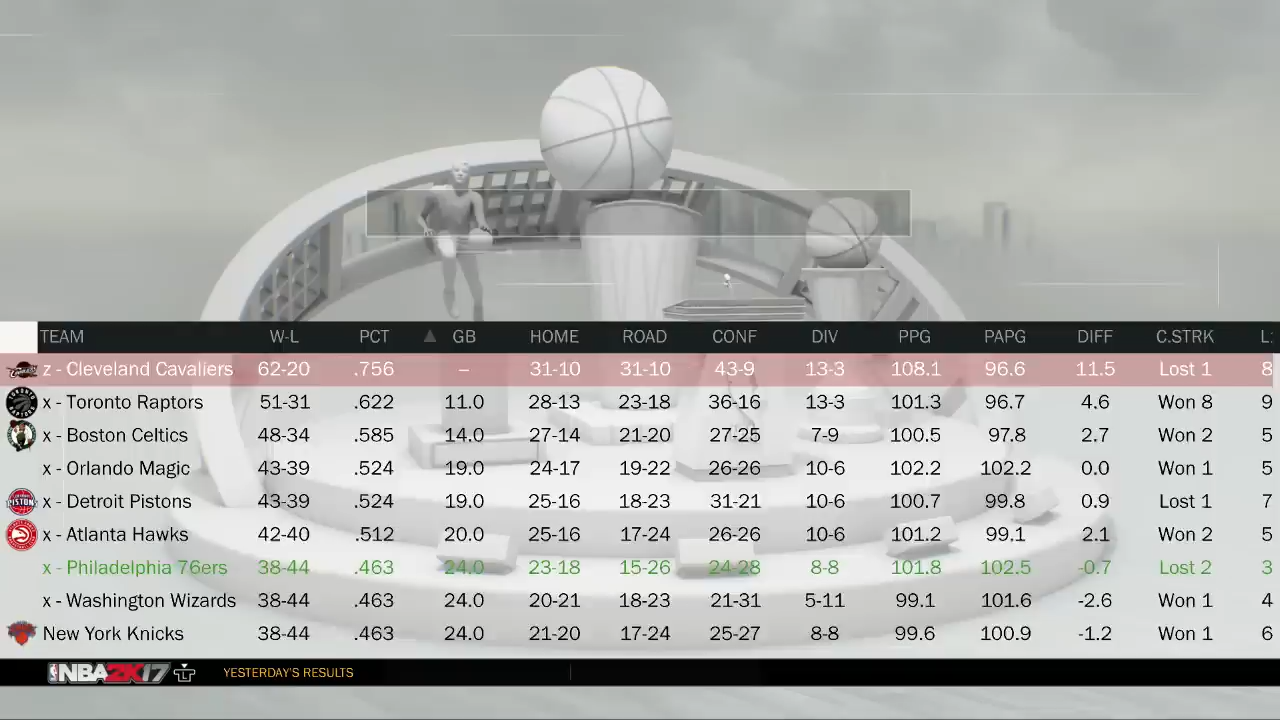 TEAM W-L PCT GB HOME ROAD CONF DIV PPG PAPG DIFF C.STRK L
z - Cleveland Cavaliers 62-20 .756 – 31-10 31-10 43-9 13-3 108.1 96.6 11.5 Lost 1 8
x - Toronto Raptors 51-31 .622 11.0 28-13 23-18 36-16 13-3 101.3 96.7 4.6 Won 8 9
x - Boston Celtics 48-34 .585 14.0 27-14 21-20 27-25 7-9 100.5 97.8 2.7 Won 2 5
x - Orlando Magic 43-39 .524 19.0 24-17 19-22 26-26 10-6 102.2 102.2 0.0 Won 1 5
x - Detroit Pistons 43-39 .524 19.0 25-16 18-23 31-21 10-6 100.7 99.8 0.9 Lost 1 7
x - Atlanta Hawks 42-40 .512 20.0 25-16 17-24 26-26 10-6 101.2 99.1 2.1 Won 2 5
x - Philadelphia 76ers 38-44 .463 24.0 23-18 15-26 24-28 8-8 101.8 102.5 -0.7 Lost 2 3
x - Washington Wizards 38-44 .463 24.0 20-21 18-23 21-31 5-11 99.1 101.6 -2.6 Won 1 4
New York Knicks 38-44 .463 24.0 21-20 17-24 25-27 8-8 99.6 100.9 -1.2 Won 1 6
NBA 2K17 L YESTERDAY'S RESULTS